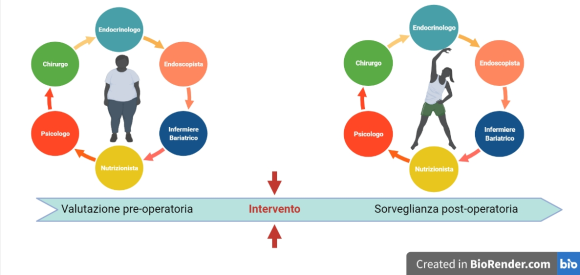 Endocrinologo
Chirurgo
Endoscopista
Psicologo
Infermiere
Bariatrico
Nutrizionista
Endocrinologo
Chirurgo
Endoscopista
Psicologo
Infermiere
Bariatrico
Nutrizionista
Valutazione pre-operatoria
Intervento
Sorveglianza post-operatoria
Created in BioRender.com bio